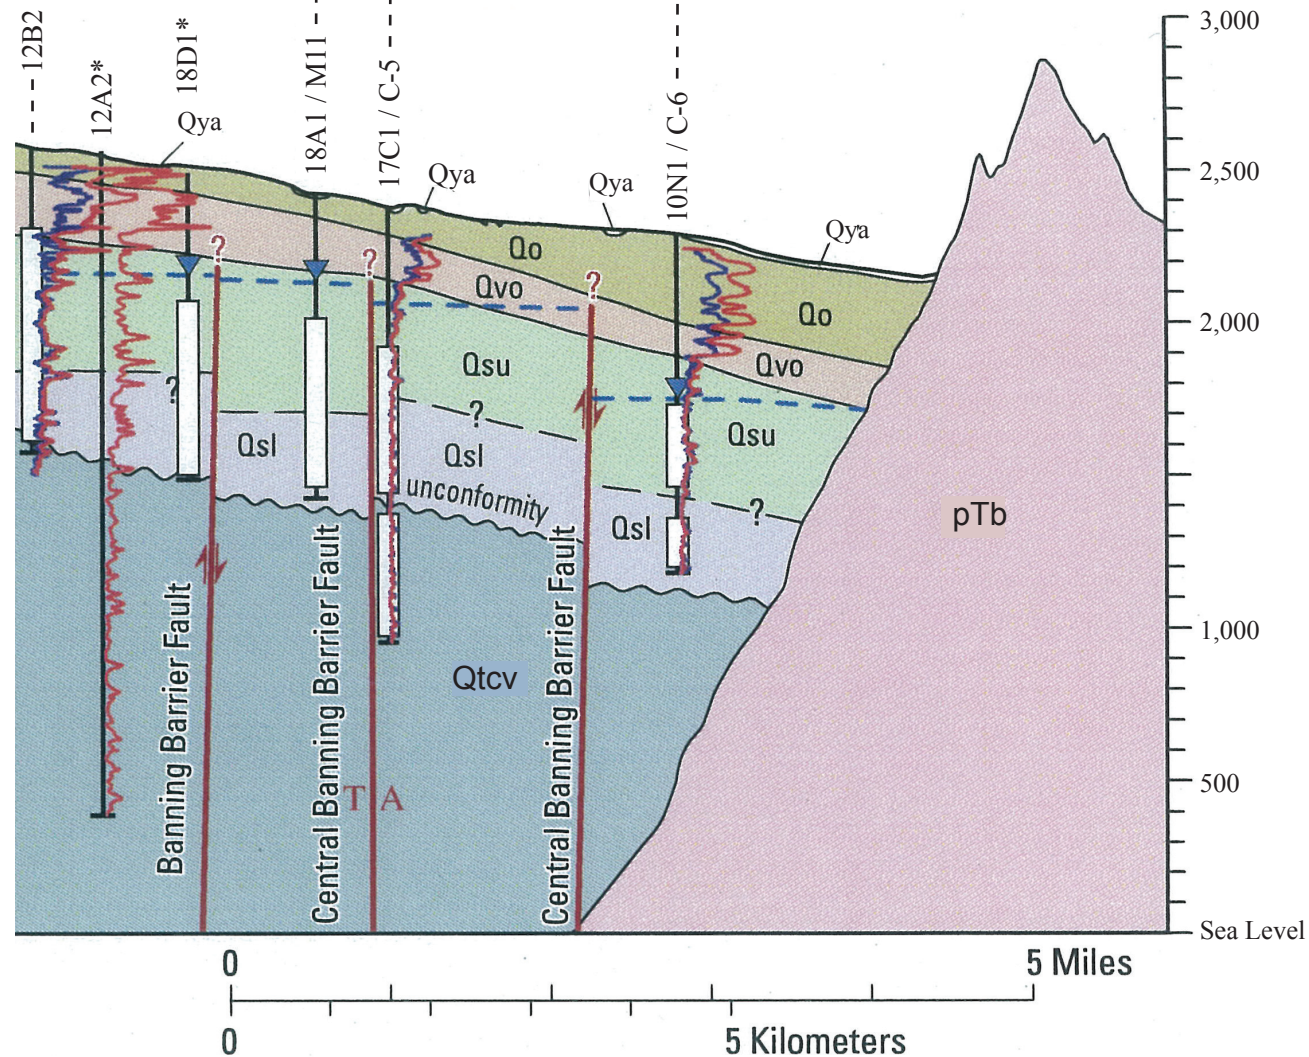 12B2
12A2*
18D1*
18A1 / M11
17C1 / C-5
10N1 / C-6
3,000
Qya
Qya
Qya
Qya
2,500
?
?
?
Qo
Qvo
Qo
2,000
Qvo
Qsu
?
?
Qsu
Qsl
Qsl
unconformity
Qsl
?
pTb
1,000
Qtcv
Banning Barrier Fault
Central Banning Barrier Fault
Central Banning Barrier Fault
T A
500
Sea Level
0
5 Miles
0
5 Kilometers